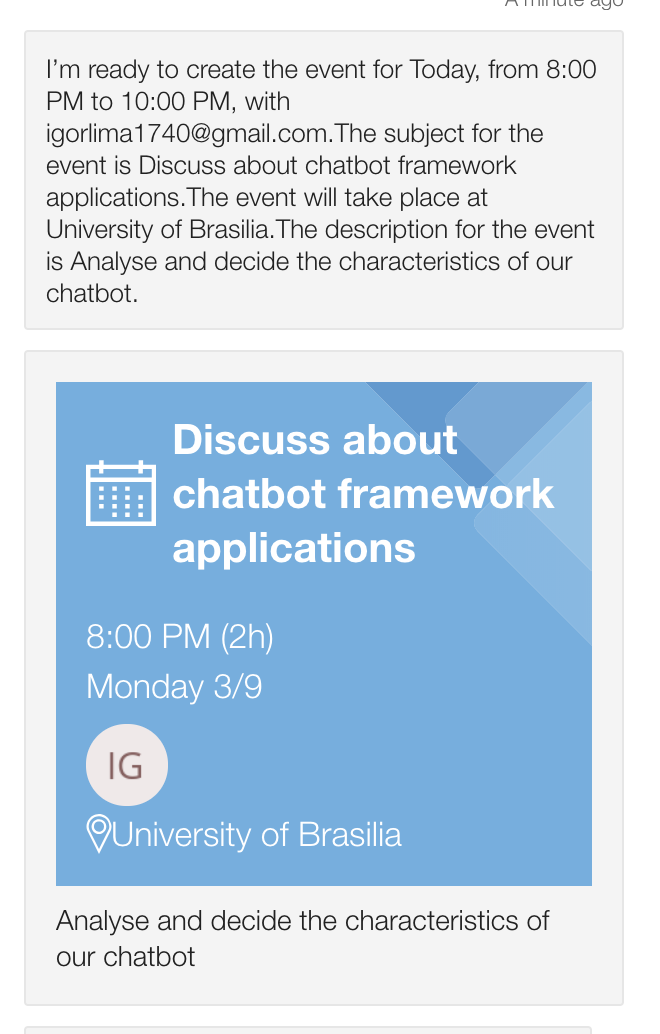 A minute ago
I’m ready to create the event for Today, from 8:00
PM to 10:00 PM, with
igorlima1740@gmail.com.The subject for the
event is Discuss about chatbot framework
applications.The event will take place at
University of Brasilia.The description for the event
is Analyse and decide the characteristics of our
chatbot.
Discuss about
chatbot framework
applications
8:00 PM (2h)
Monday 3/9
IG
University of Brasilia
Analyse and decide the characteristics of
our chatbot